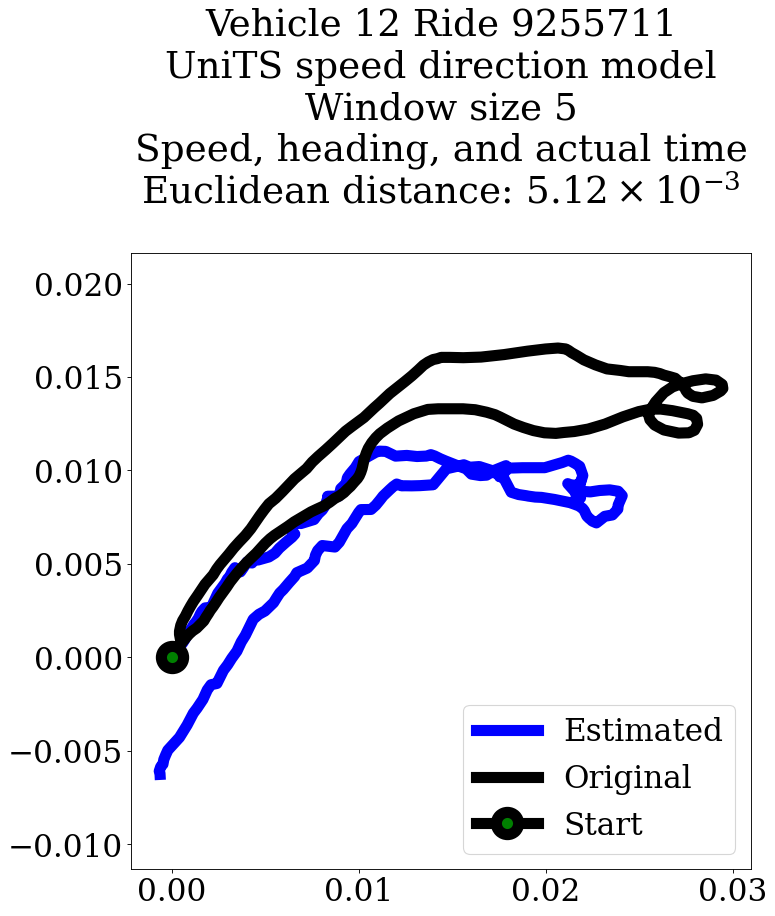 Vehicle 12 Ride 9255711
UniTS speed direction model
Window size 5
Speed, heading, and actual time
Euclidean distance: 5.12 × 10⁻³
0.020
0.015
0.010
0.005
0.000
−0.005
−0.010
0.00 0.01 0.02 0.03
Estimated
Original
Start